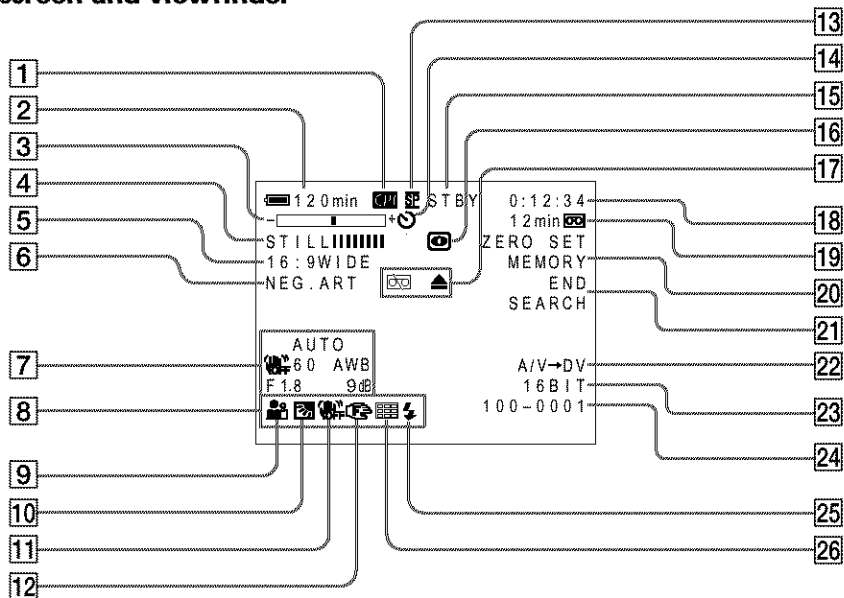 screen and viewfinder
1
2
3
4
5
6
7
8
9
10
11
12
13
14
15
16
17
18
19
20
21
22
23
24
25
26
120min SP STBY 0:12:34
- + 12min
STILL ZERO SET
16:9WIDE MEMORY
NEG.ART END
SEARCH
AUTO
OFF 60 AWB A/V→DV
F1.8 9dB 16BIT
OFF F 100-0001